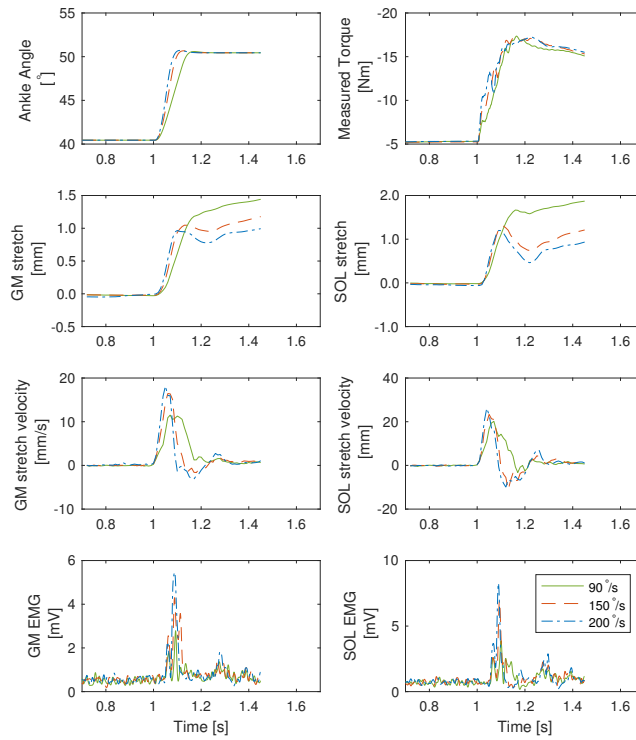 55
50
45
40
0.8 1 1.2 1.4 1.6
Ankle Angle
[°]
-20
-15
-10
-5
0.8 1 1.2 1.4 1.6
Measured Torque
[Nm]
1.5
1.0
0.0
-0.5
0.8 1 1.2 1.4 1.6
GM stretch
[mm]
2.0
1.0
0.0
-1.0
0.8 1 1.2 1.4 1.6
SOL stretch
[mm]
20
10
0
-10
0.8 1 1.2 1.4 1.6
GM stretch velocity
[mm/s]
40
20
0
-20
0.8 1 1.2 1.4 1.6
SOL stretch velocity
[mm]
6
4
2
0
0.8 1 1.2 1.4 1.6
GM EMG
[mV]
Time [s]
10
5
0
0.8 1 1.2 1.4 1.6
SOL EMG
[mV]
Time [s]
90°/s
150°/s
200°/s